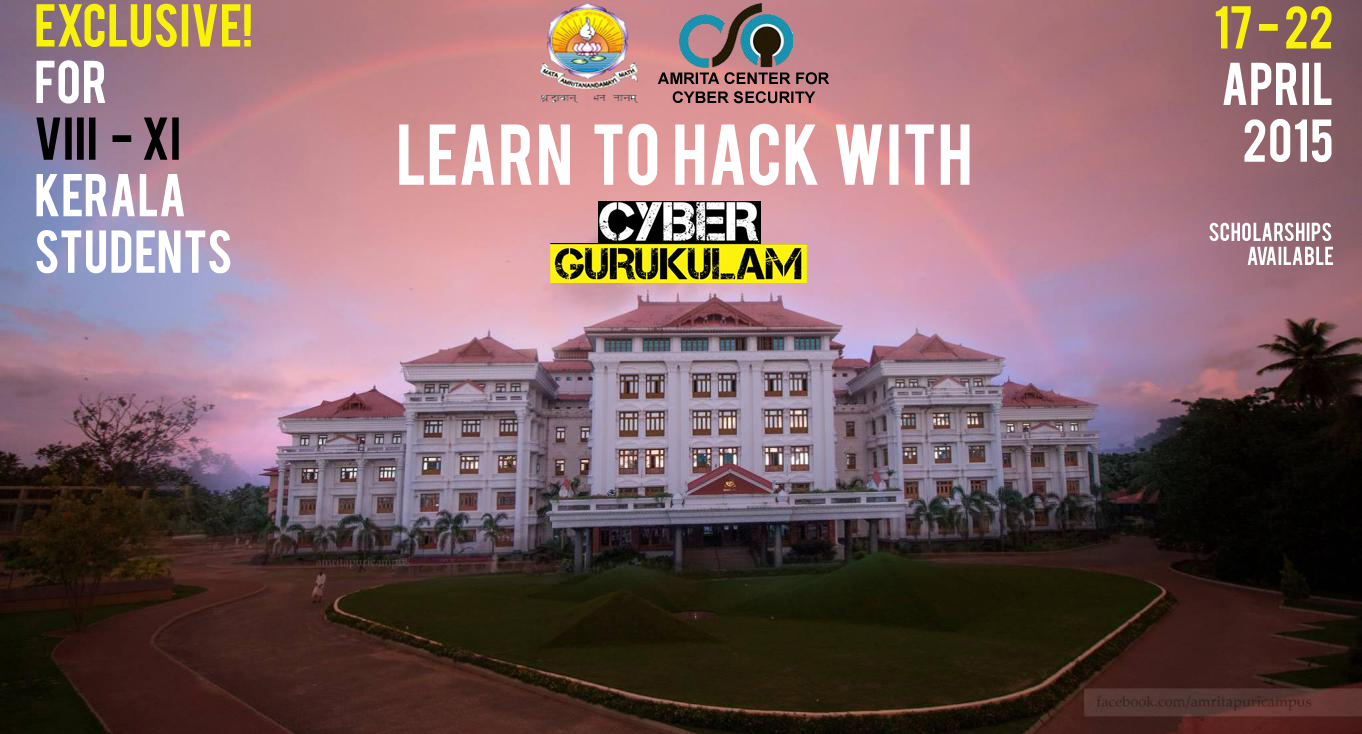 EXCLUSIVE!
FOR
VIII – XI
KERALA
STUDENTS
MATA AMRITANANDAMAYI MATH
AMRITA CENTER FOR
CYBER SECURITY
LEARN TO HACK WITH
CYBER
GURUKULAM
17 – 22
APRIL
2015
SCHOLARSHIPS
AVAILABLE
amritapuricampus
facebook.com/amritapuricampus